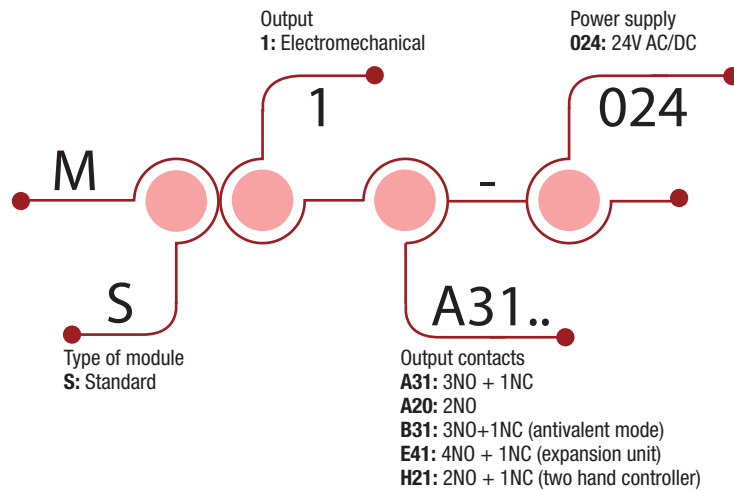 Output
1: Electromechanical
Power supply
024: 24V AC/DC
1
024
M
-
S
A31..
Type of module
S: Standard
Output contacts
A31: 3NO + 1NC
A20: 2NO
B31: 3NO+1NC (antivalent mode)
E41: 4NO + 1NC (expansion unit)
H21: 2NO + 1NC (two hand controller)